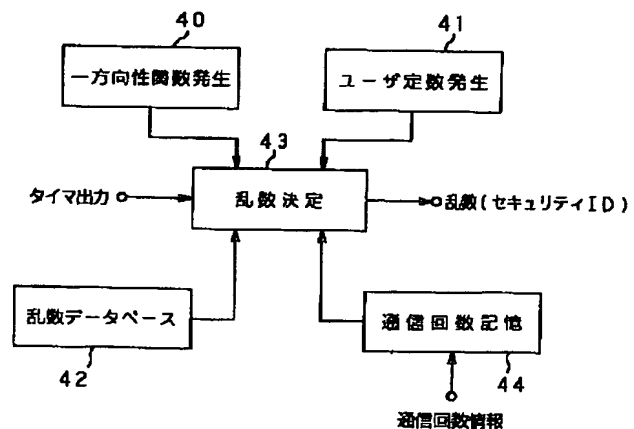 40
一方向性関数発生
41
ユーザ定数発生
43
タイマ出力
乱数決定
乱数(セキュリティID)
乱数データベース
42
通信回数記憶
44
通信回数情報